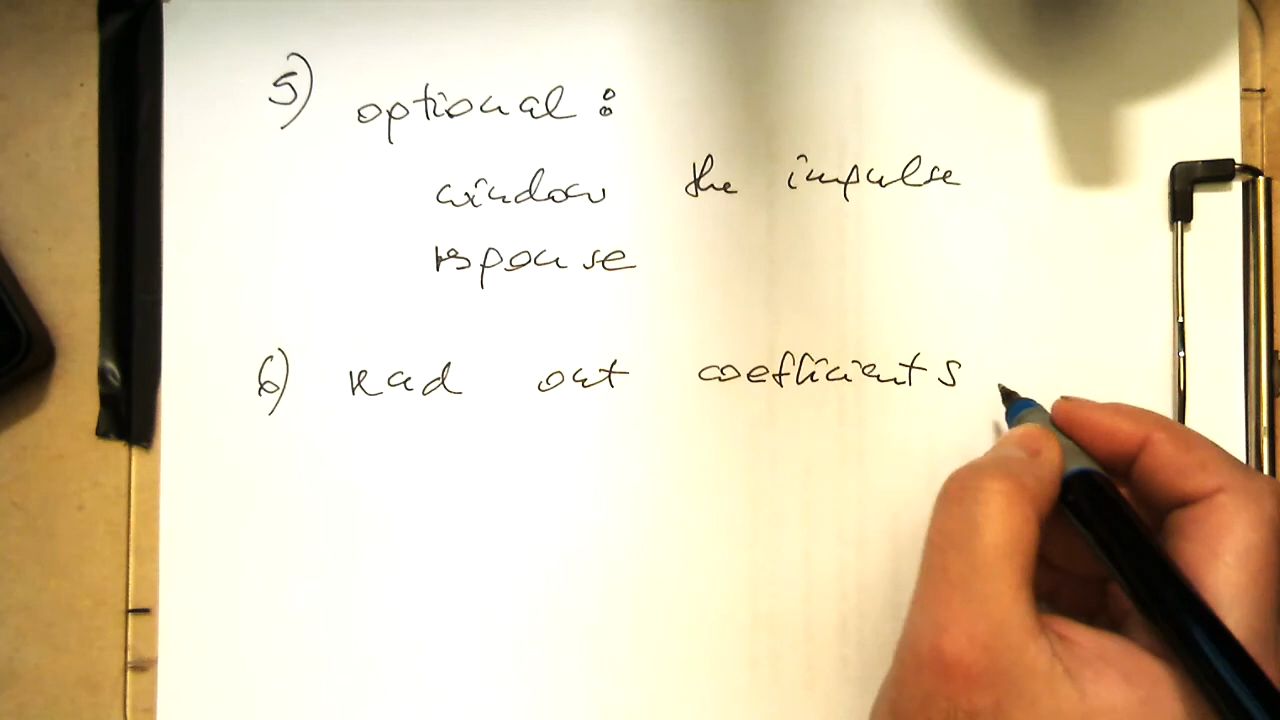 5) optional:
window the impulse
response
6) read out coefficients